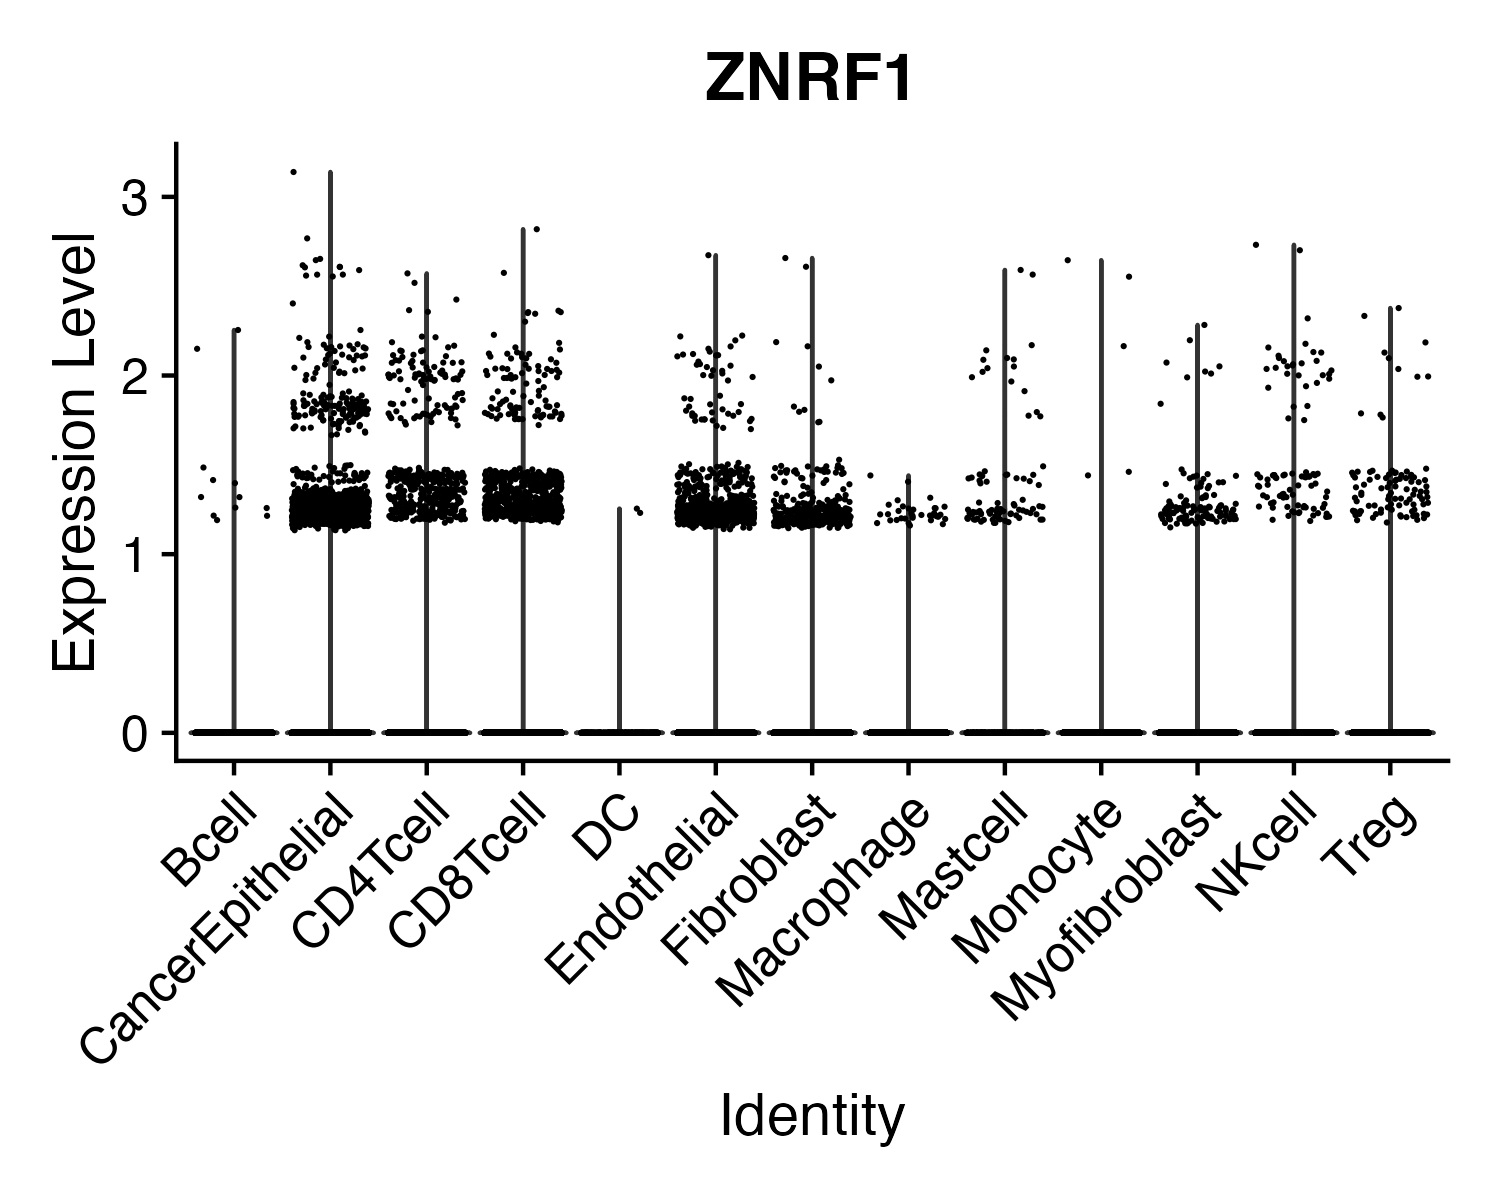 ZNRF1
Expression Level
3
2
1
0
Bcell
CancerEpithelial
CD4Tcell
CD8Tcell
DC
Endothelial
Fibroblast
Macrophage
Mastcell
Monocyte
Myofibroblast
NKcell
Treg
Identity